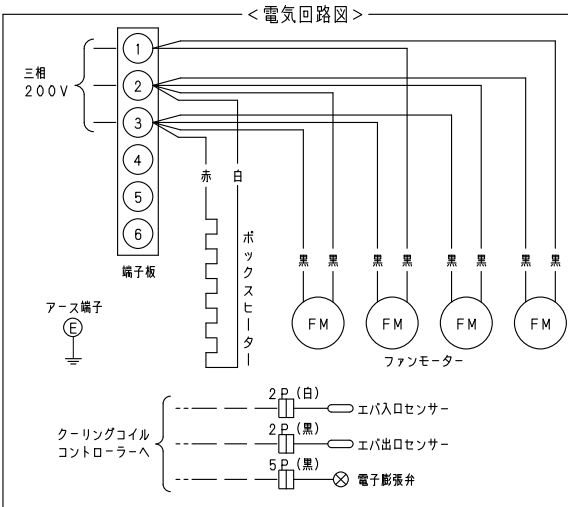 <電気回路図>
三相
200V
1
2
3
4
5
6
端子板
アース端子
E
赤
白
ボックスヒーター
黒
黒
黒
黒
黒
黒
黒
黒
FM
FM
FM
FM
ファンモーター
クーリングコイル
コントローラーへ
2P(白)
エバ入口センサー
2P(黒)
エバ出口センサー
5P(黒)
電子膨張弁